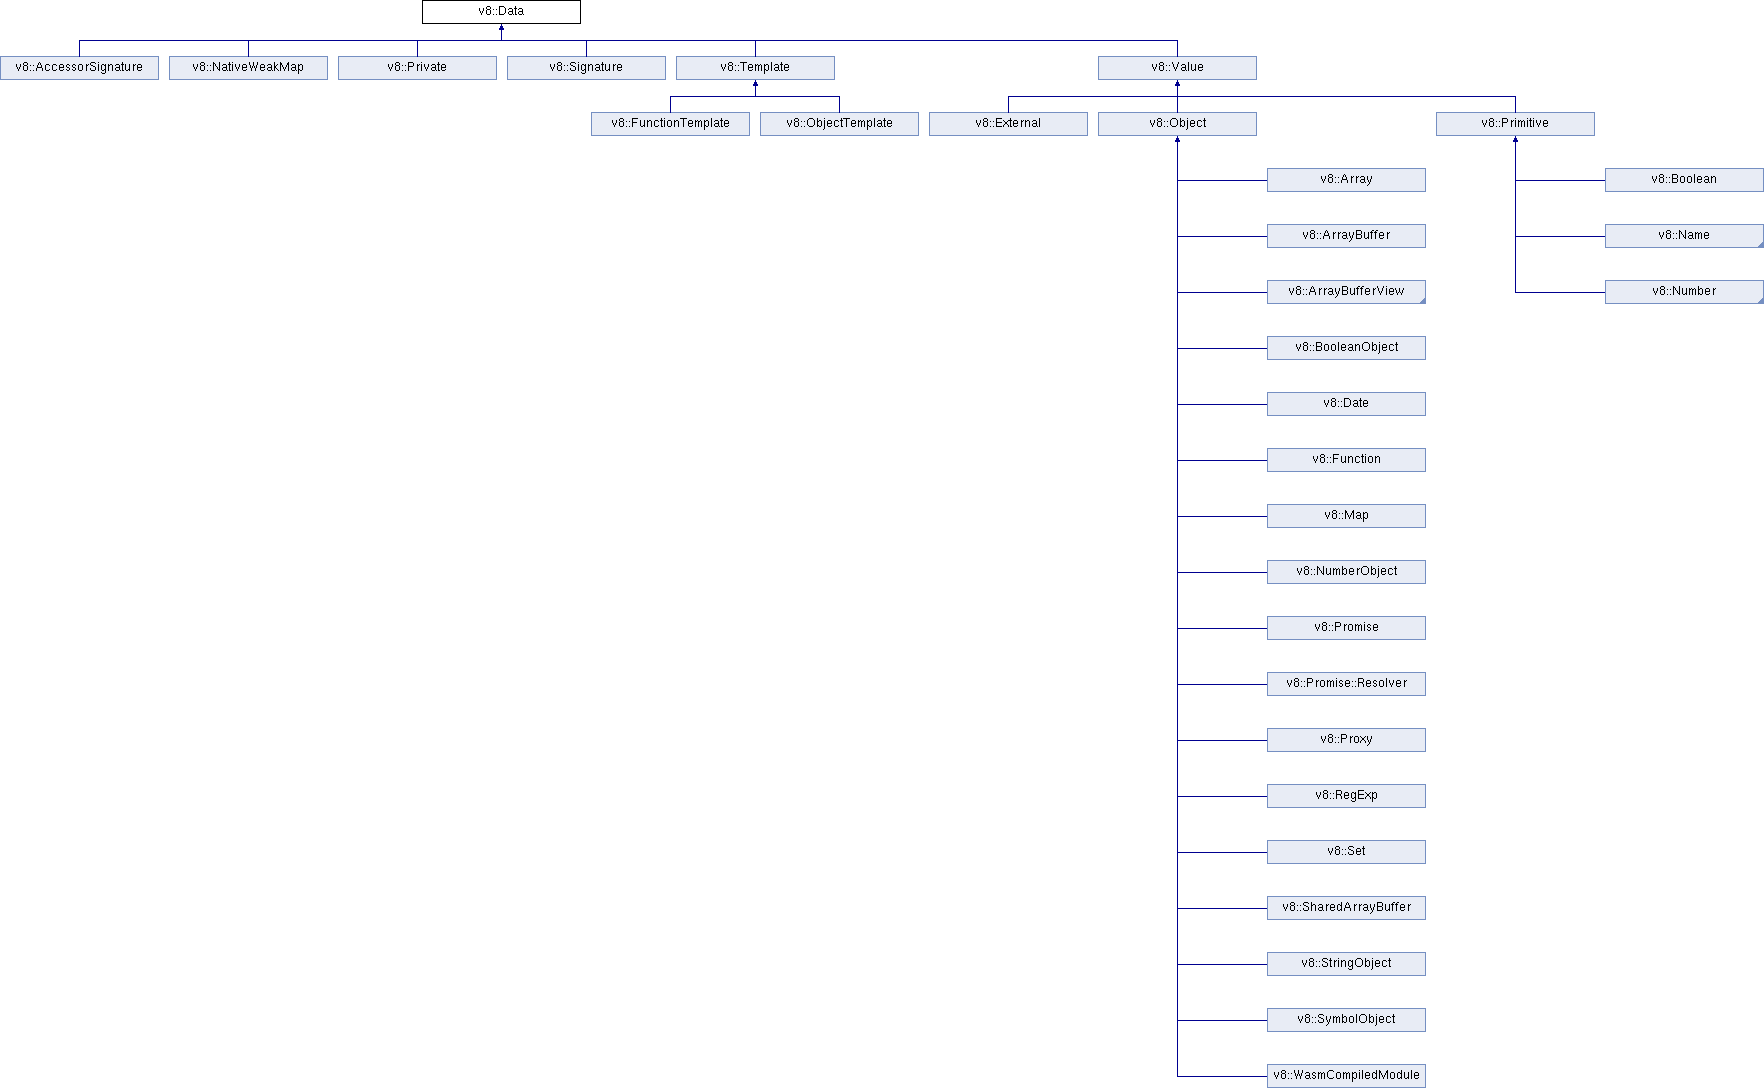 v8::Data
v8::AccessorSignature
v8::NativeWeakMap
v8::Private
v8::Signature
v8::Template
v8::Value
v8::FunctionTemplate
v8::ObjectTemplate
v8::External
v8::Object
v8::Primitive
v8::Array
v8::Boolean
v8::ArrayBuffer
v8::Name
v8::ArrayBufferView
v8::Number
v8::BooleanObject
v8::Date
v8::Function
v8::Map
v8::NumberObject
v8::Promise
v8::Promise::Resolver
v8::Proxy
v8::RegExp
v8::Set
v8::SharedArrayBuffer
v8::StringObject
v8::SymbolObject
v8::WasmCompiledModule